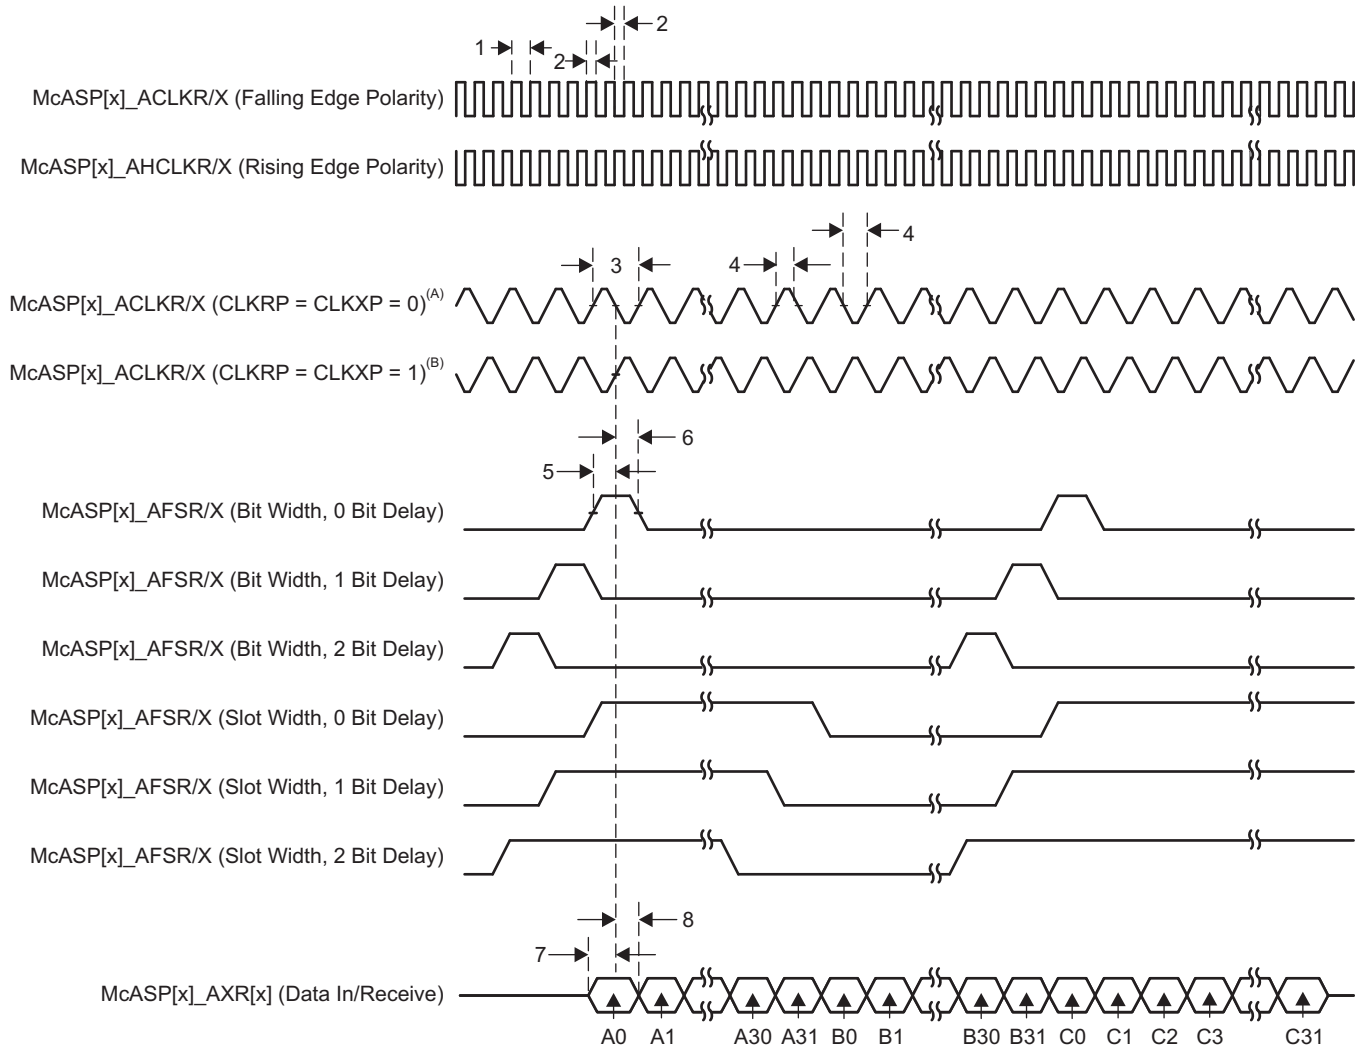 2
1
2
McASP[x]_ACLKR/X (Falling Edge Polarity)
McASP[x]_AHCLKR/X (Rising Edge Polarity)
4
3
4
McASP[x]_ACLKR/X (CLKRP = CLKXP = 0)(A)
McASP[x]_ACLKR/X (CLKRP = CLKXP = 1)(B)
6
5
McASP[x]_AFSR/X (Bit Width, 0 Bit Delay)
McASP[x]_AFSR/X (Bit Width, 1 Bit Delay)
McASP[x]_AFSR/X (Bit Width, 2 Bit Delay)
McASP[x]_AFSR/X (Slot Width, 0 Bit Delay)
McASP[x]_AFSR/X (Slot Width, 1 Bit Delay)
McASP[x]_AFSR/X (Slot Width, 2 Bit Delay)
8
7
McASP[x]_AXR[x] (Data In/Receive)
A0 A1 A30 A31 B0 B1 B30 B31 C0 C1 C2 C3 C31